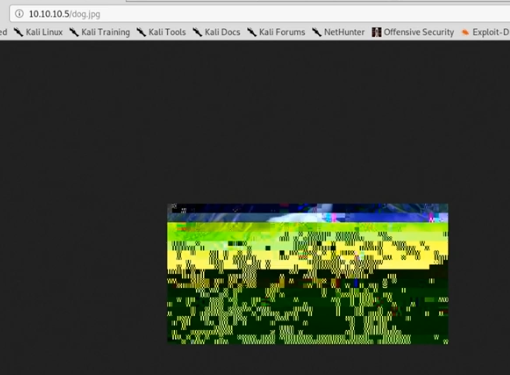 10.10.10.5/dog.jpg
ed Kali Linux Kali Training Kali Tools Kali Docs Kali Forums NetHunter Offensive Security Exploit-D